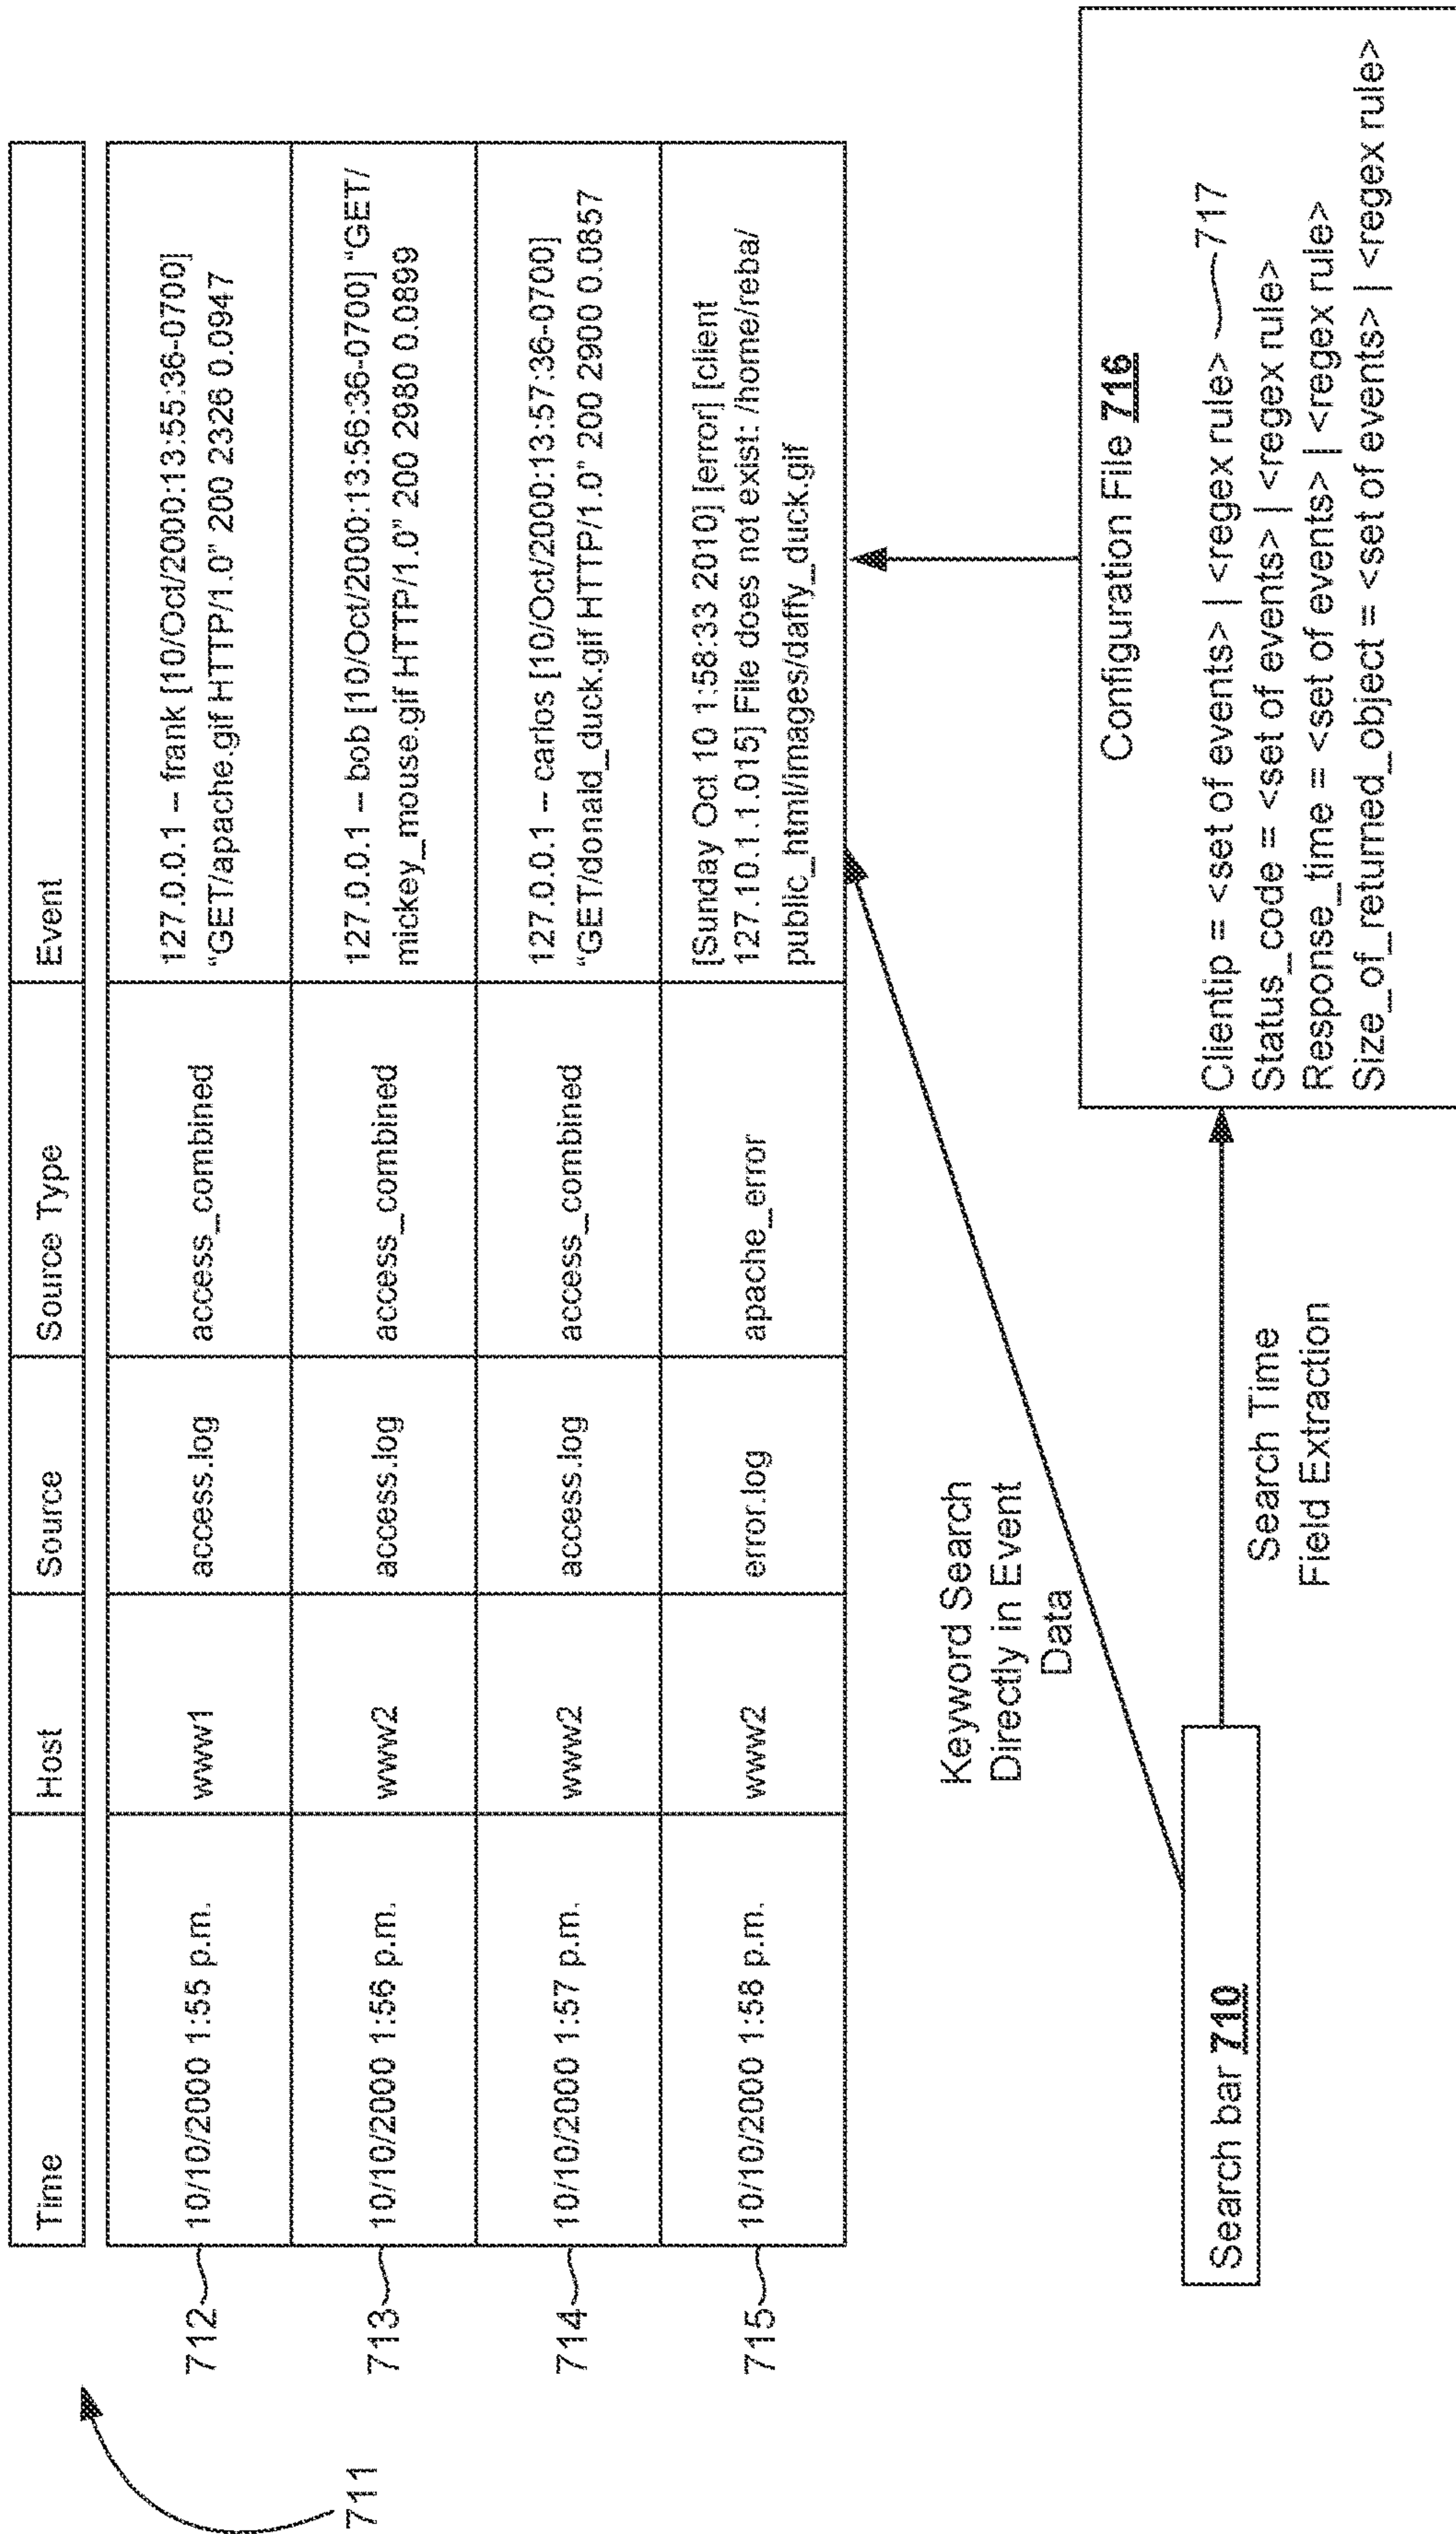 711
Time
Host
Source
Source Type
Event
712
10/10/2000 1:55 p.m.
www1
access.log
access_combined
127.0.0.1 -- frank [10/Oct/2000:13:55:36-0700]
“GET/apache.gif HTTP/1.0” 200 2326 0.0947
713
10/10/2000 1:56 p.m.
www2
access.log
access_combined
127.0.0.1 -- bob [10/Oct/2000:13:56:36-0700] “GET/
mickey_mouse.gif HTTP/1.0” 200 2980 0.0899
714
10/10/2000 1:57 p.m.
www2
access.log
access_combined
127.0.0.1 -- carlos [10/Oct/2000:13:57:36-0700]
“GET/donald_duck.gif HTTP/1.0” 200 2900 0.0857
715
10/10/2000 1:58 p.m.
www2
error.log
apache_error
[Sunday Oct 10 1:58:33 2010] [error] [client
127.10.1.1.015] File does not exist: /home/reba/
public_html/images/daffy_duck.gif
Keyword Search
Directly in Event
Data
Search bar 710
Search Time
Field Extraction
Configuration File 716
Clientip = <set of events> | <regex rule> 717
Status_code = <set of events> | <regex rule>
Response_time = <set of events> | <regex rule>
Size_of_returned_object = <set of events> | <regex rule>